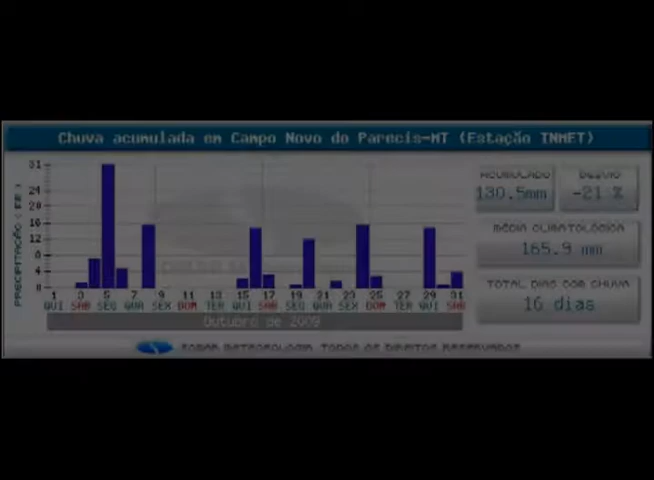 Chuva acumulada em Campo Novo do Parecis-MT (Estação INMET)
PRECIPITAÇÃO
31
24
20
16
12
8
4
0
1 3 5 7 9 11 13 15 17 19 21 23 25 27 29 31
QUI SAB SEG QUA SEX DOM TER QUI SAB SEG QUA SEX DOM TER QUI SAB
Outubro de 2009
ACUMULADO
130.5mm
DESVIO
-21 %
MÉDIA CLIMATOLÓGICA
165.9 mm
TOTAL DIAS COM CHUVA
16 dias
SOMAR METEOROLOGIA TODOS OS DIREITOS RESERVADOS